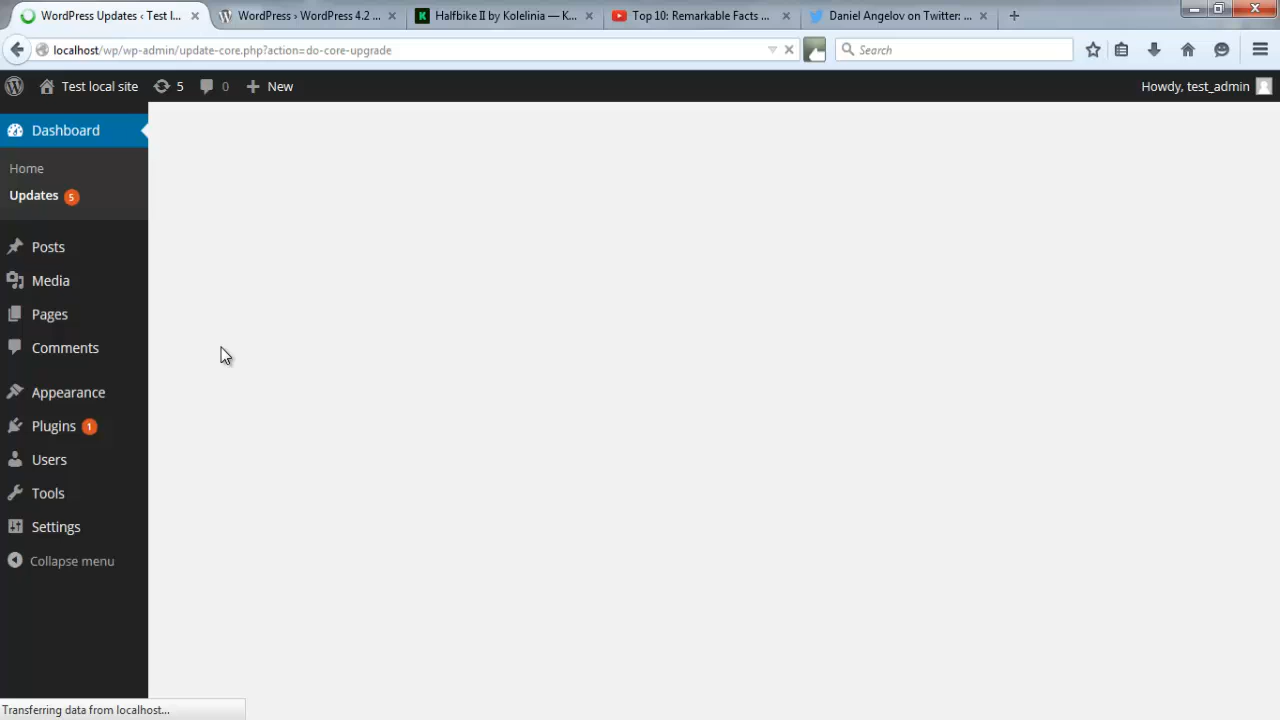 WordPress Updates ‹ Test l...
WordPress › WordPress 4.2 ...
Halfbike II by Kolelinia — K...
Top 10: Remarkable Facts ...
Daniel Angelov on Twitter: ...
localhost/wp/wp-admin/update-core.php?action=do-core-upgrade
Search
Test local site
5
0
New
Howdy, test_admin
Dashboard
Home
Updates 5
Posts
Media
Pages
Comments
Appearance
Plugins 1
Users
Tools
Settings
Collapse menu
Transferring data from localhost...